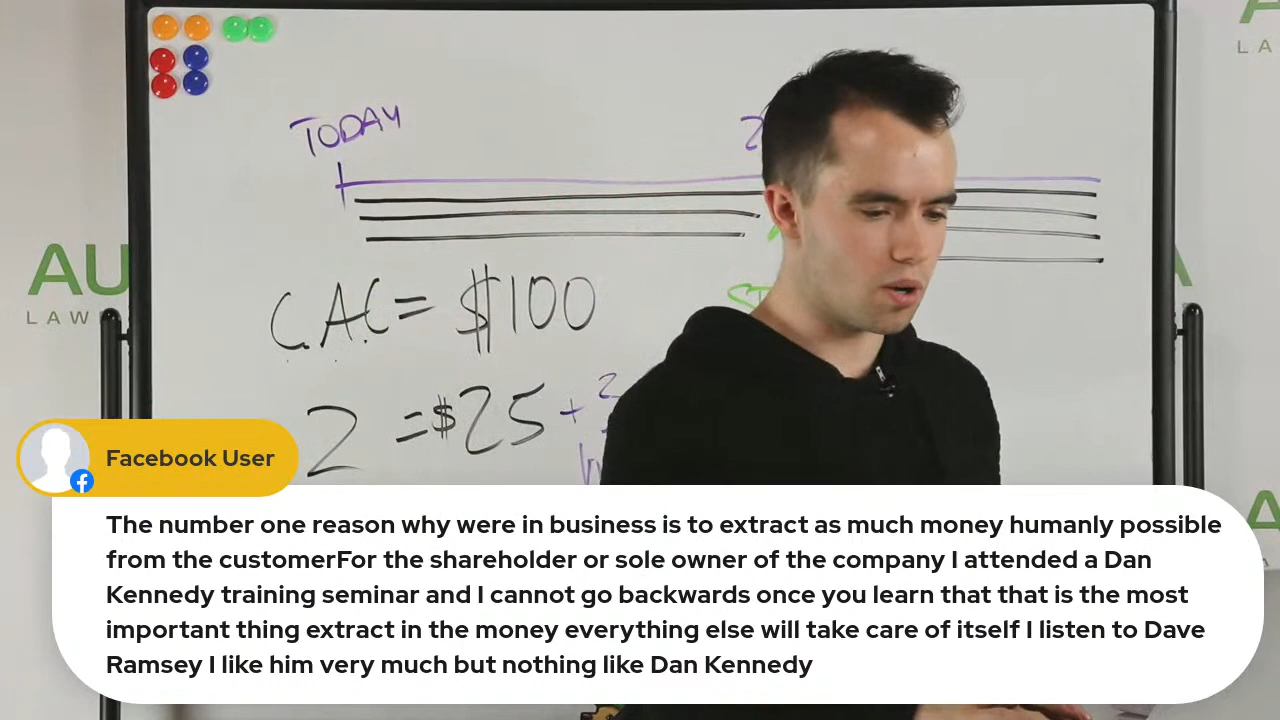 TODAY
AU
LAW
LA
C.A.C = $100
2 = $25 +
Facebook User
The number one reason why were in business is to extract as much money humanly possible
from the customerFor the shareholder or sole owner of the company I attended a Dan
Kennedy training seminar and I cannot go backwards once you learn that that is the most
important thing extract in the money everything else will take care of itself I listen to Dave
Ramsey I like him very much but nothing like Dan Kennedy